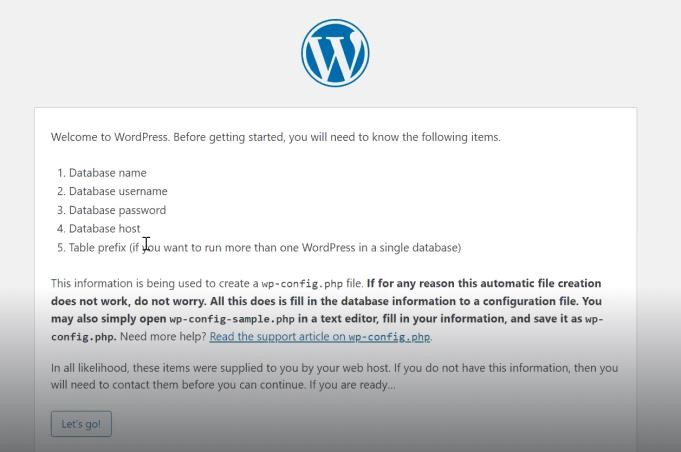 Welcome to WordPress. Before getting started, you will need to know the following items.
1. Database name
2. Database username
3. Database password
4. Database host
5. Table prefix (if you want to run more than one WordPress in a single database)
This information is being used to create a wp-config.php file. If for any reason this automatic file creation
does not work, do not worry. All this does is fill in the database information to a configuration file. You
may also simply open wp-config-sample.php in a text editor, fill in your information, and save it as wp-
config.php. Need more help? Read the support article on wp-config.php.
In all likelihood, these items were supplied to you by your web host. If you do not have this information, then you
will need to contact them before you can continue. If you are ready...
Let's go!